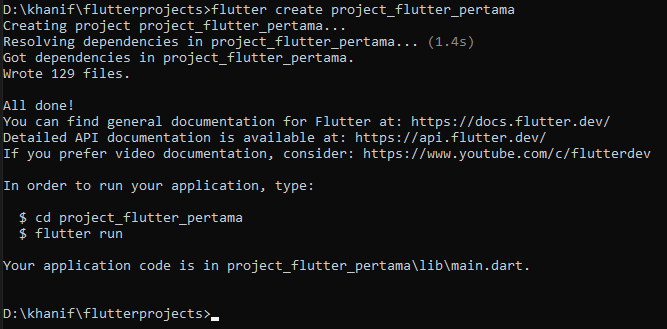 D:\khanif\flutterprojects>flutter create project_flutter_pertama
Creating project project_flutter_pertama...
Resolving dependencies in project_flutter_pertama... (1.4s)
Got dependencies in project_flutter_pertama.
Wrote 129 files.
All done!
You can find general documentation for Flutter at: https://docs.flutter.dev/
Detailed API documentation is available at: https://api.flutter.dev/
If you prefer video documentation, consider: https://www.youtube.com/c/flutterdev
In order to run your application, type:
$ cd project_flutter_pertama
$ flutter run
Your application code is in project_flutter_pertama\lib\main.dart.
D:\khanif\flutterprojects>